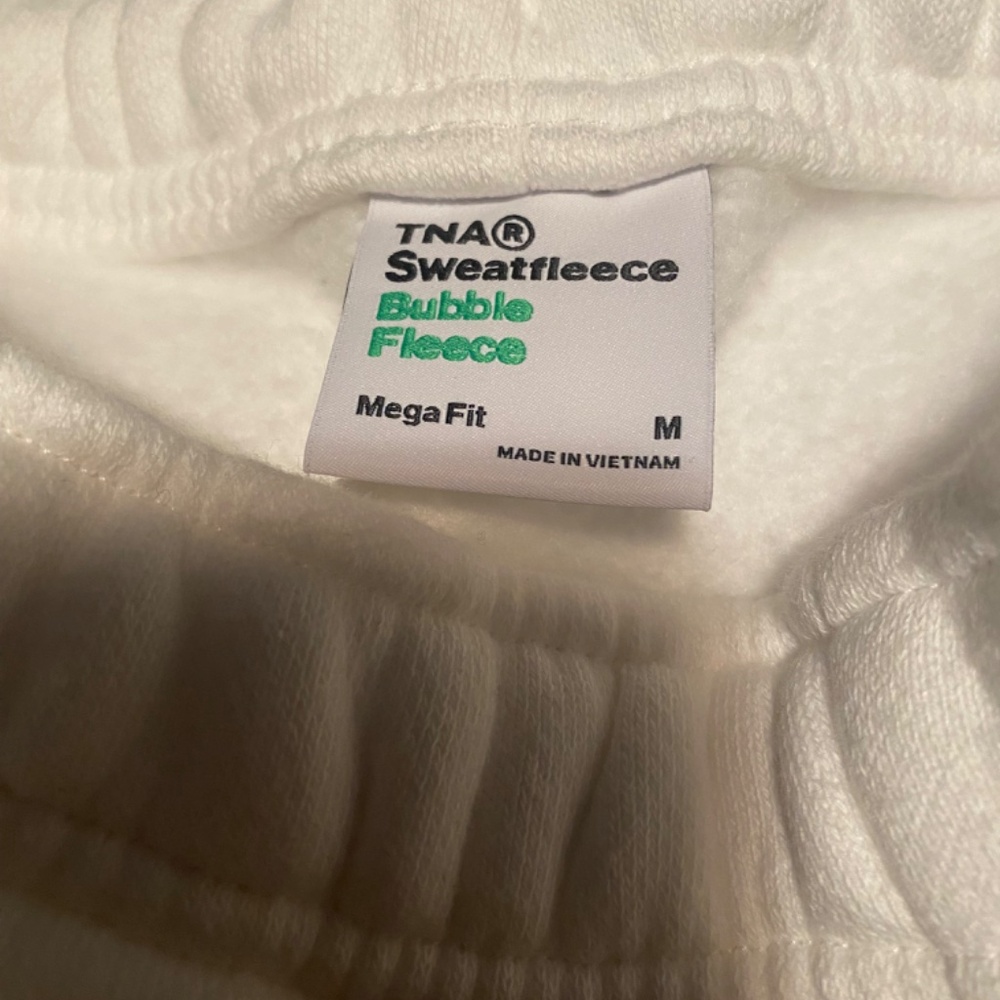 TNA®
Sweatfleece
Bubble
Fleece
Mega Fit M
MADE IN VIETNAM